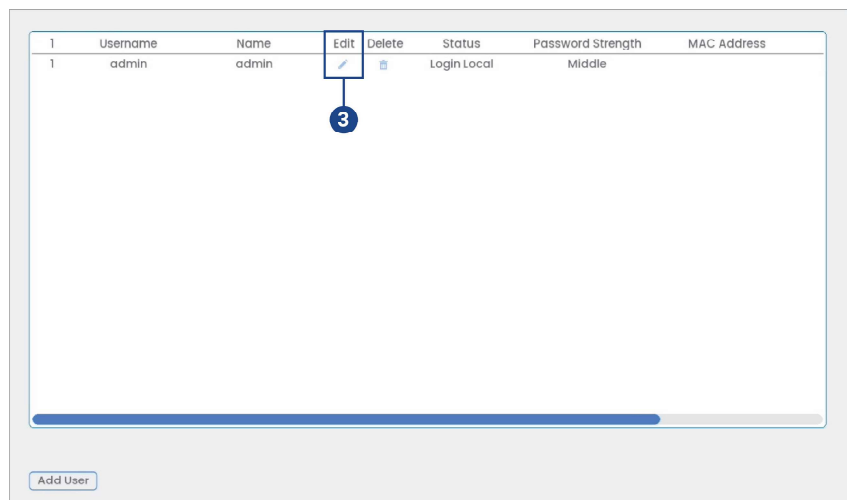 1 Username Name Edit Delete Status Password Strength MAC Address
1 admin admin Login Local Middle
3
Add User